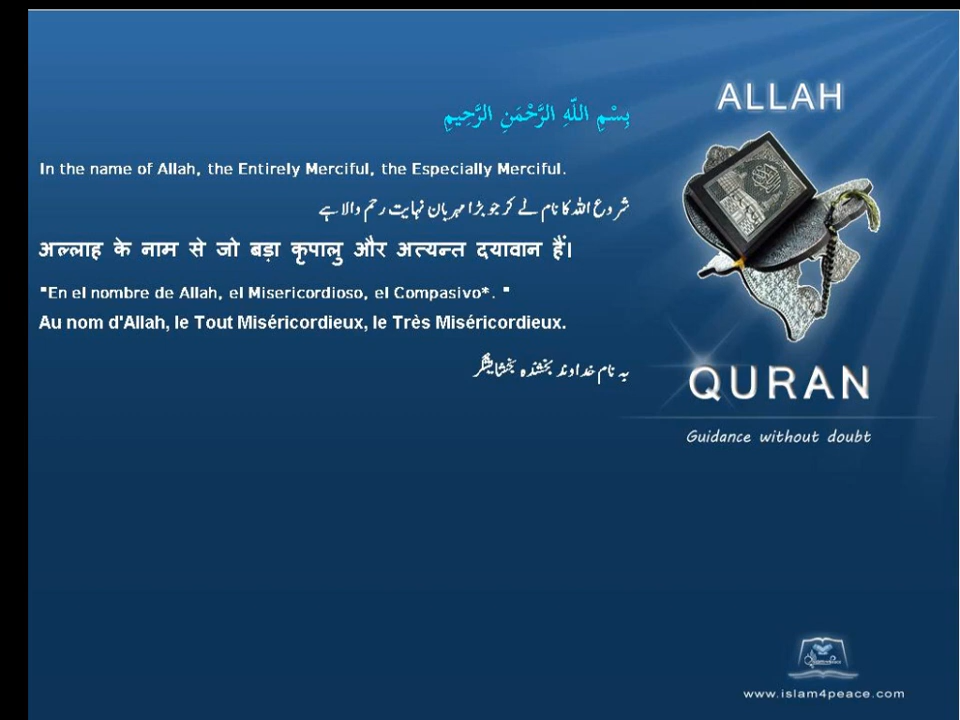 بِسْمِ اللّهِ الرَّحْمَنِ الرَّحِيمِ
In the name of Allah, the Entirely Merciful, the Especially Merciful.
شروع اللہ کا نام لے کر جو بڑا مہربان نہایت رحم والا ہے
अल्लाह के नाम से जो बड़ा कृपालु और अत्यन्त दयावान हैं।
"En el nombre de Allah, el Misericordioso, el Compasivo*. "
Au nom d'Allah, le Tout Miséricordieux, le Très Miséricordieux.
به نام خداوند بخشنده بخشایشگر
ALLAH
QURAN
Guidance without doubt
www.islam4peace.com